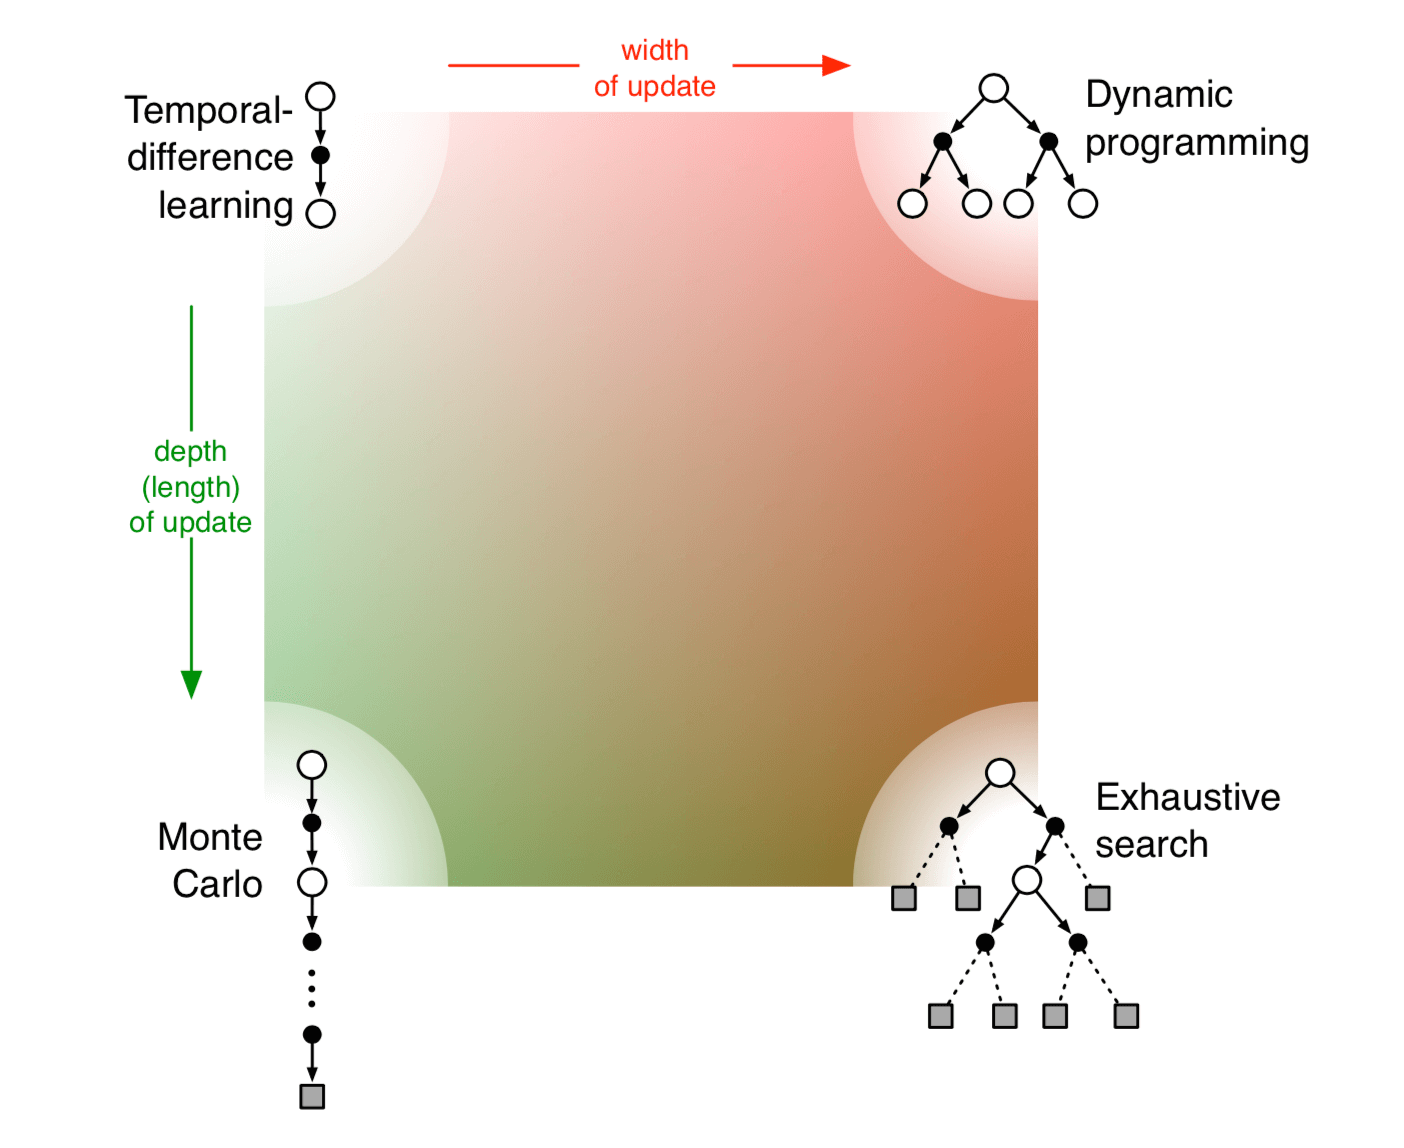 width
of update
Temporal-
difference
learning
Dynamic
programming
depth
(length)
of update
Monte
Carlo
Exhaustive
search